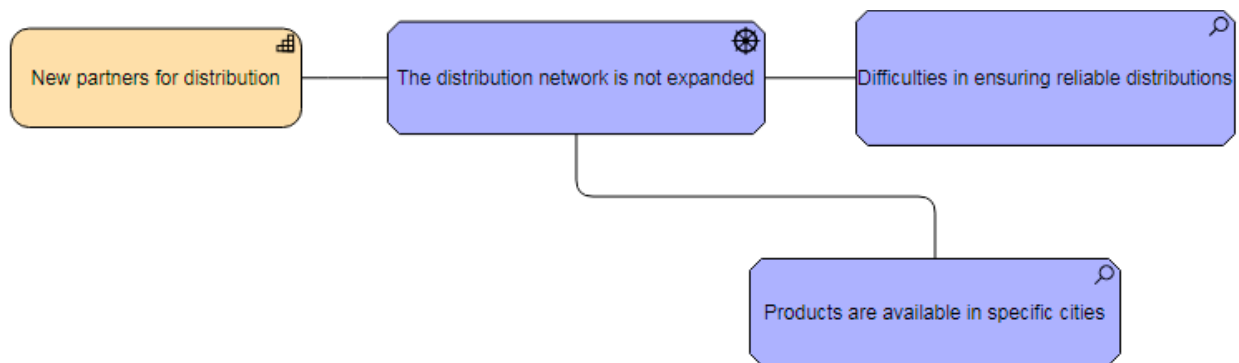 New partners for distribution
The distribution network is not expanded
Difficulties in ensuring reliable distributions
Products are available in specific cities